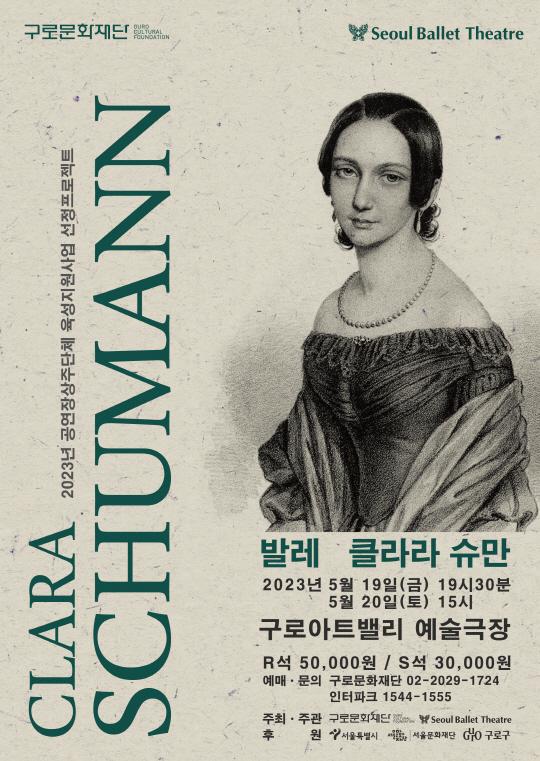 구로문화재단 GURO
CULTURAL
FOUNDATION
Seoul Ballet Theatre
CLARA
SCHUMANN
2023년 공연장상주단체 육성지원사업 선정프로젝트
발레 클라라 슈만
2023년 5월 19일(금) 19시30분
5월 20일(토) 15시
구로아트밸리 예술극장
R석 50,000원 / S석 30,000원
예매 · 문의 구로문화재단 02-2029-1724
인터파크 1544-1555
주최 · 주관 구로문화재단 Seoul Ballet Theatre
후 원 서울특별시 서울문화재단 구로구